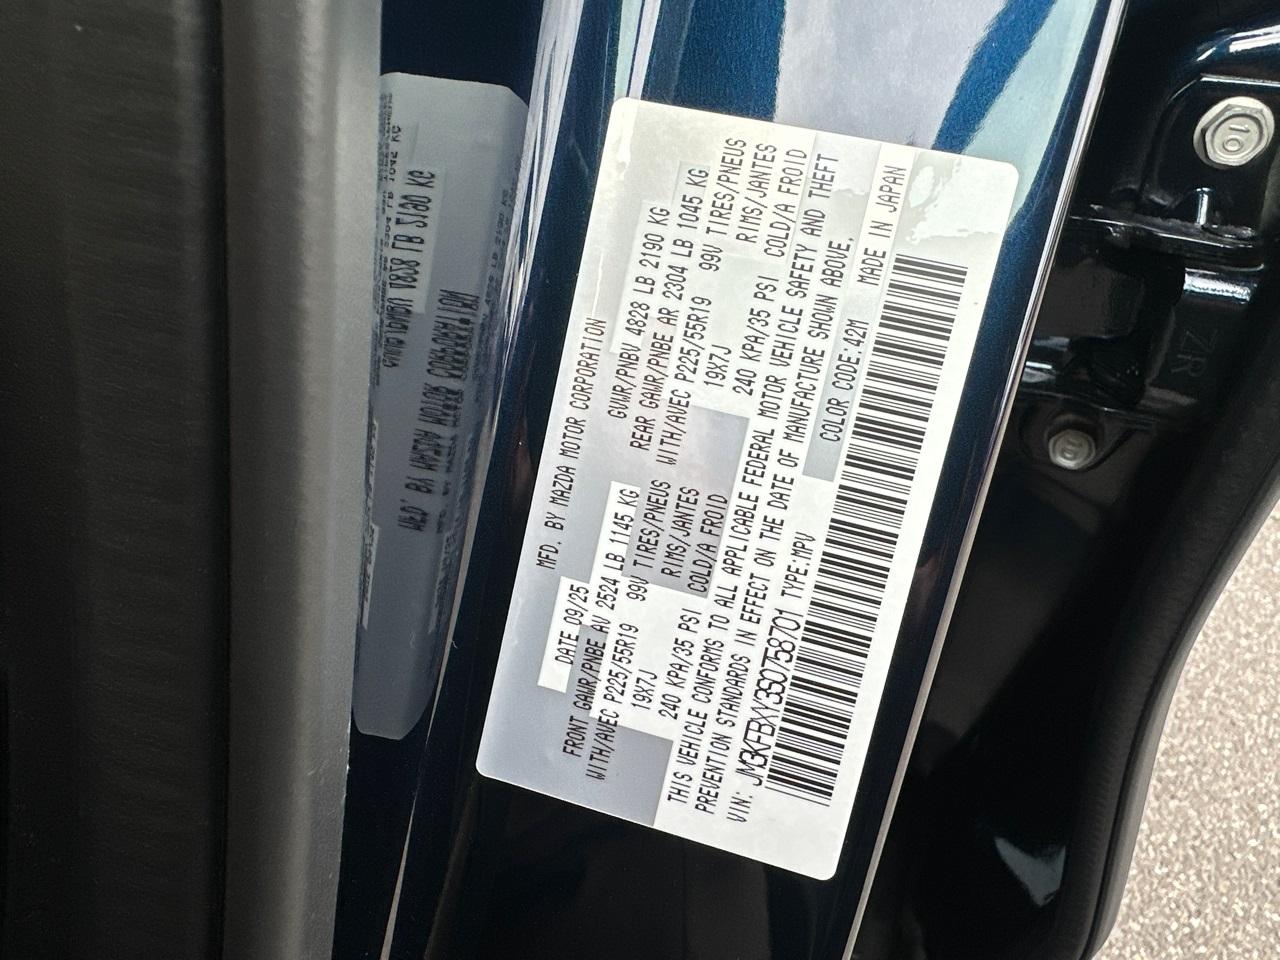 MFD. BY MAZDA MOTOR CORPORATION
DATE 09/25 GVWR/PNBV 4828 LB 2190 KG
FRONT GAWR/PNBE AV 2524 LB 1145 KG REAR GAWR/PNBE AR 2304 LB 1045 KG
WITH/AVEC P225/55R19 99V TIRES/PNEUS WITH/AVEC P225/55R19 99V TIRES/PNEUS
19X7J RIMS/JANTES 19X7J RIMS/JANTES
240 KPA/35 PSI COLD/A FROID 240 KPA/35 PSI COLD/A FROID
THIS VEHICLE CONFORMS TO ALL APPLICABLE FEDERAL MOTOR VEHICLE SAFETY AND THEFT
PREVENTION STANDARDS IN EFFECT ON THE DATE OF MANUFACTURE SHOWN ABOVE.
VIN: JM3KFBXY3S0758701 TYPE:MPV COLOR CODE:42M MADE IN JAPAN
10
ZR